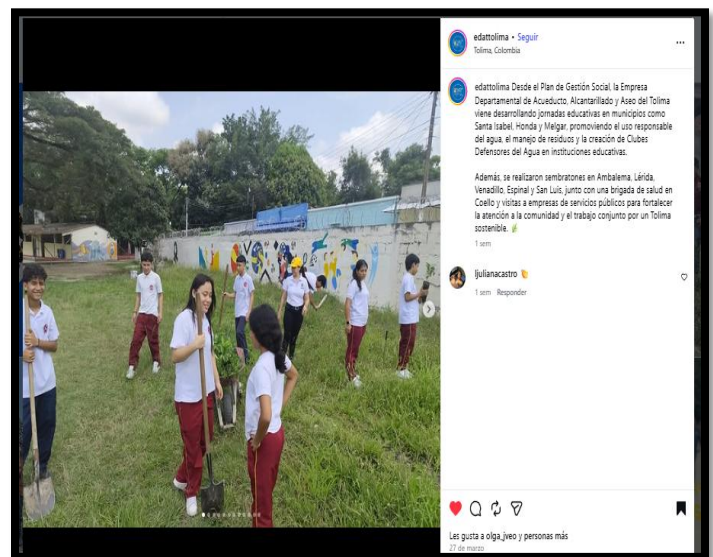 edattolima • Seguir
Tolima, Colombia
edattolima Desde el Plan de Gestión Social, la Empresa
Departamental de Acueducto, Alcantarillado y Aseo del Tolima
viene desarrollando jornadas educativas en municipios como
Santa Isabel, Honda y Melgar, promoviendo el uso responsable
del agua, el manejo de residuos y la creación de Clubes
Defensores del Agua en instituciones educativas.
Además, se realizaron sembratones en Ambalema, Lérida,
Venadillo, Espinal y San Luis, junto con una brigada de salud en
Coello y visitas a empresas de servicios públicos para fortalecer
la atención a la comunidad y el trabajo conjunto por un Tolima
sostenible.
1 sem
ljulianacastro
1 sem Responder
Les gusta a olga_jveo y personas más
27 de marzo